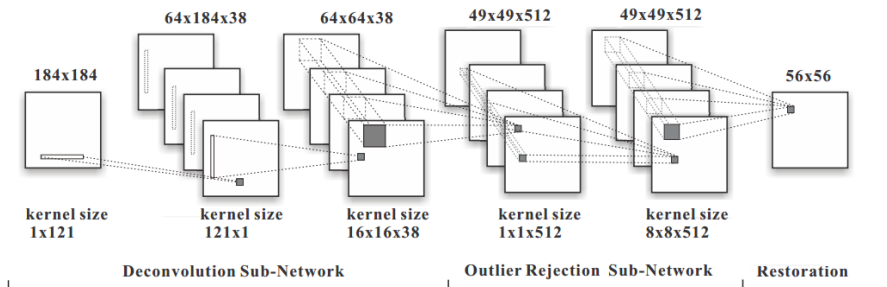 64x184x38 64x64x38 49x49x512 49x49x512
184x184 56x56
kernel size kernel size kernel size kernel size kernel size
1x121 121x1 16x16x38 1x1x512 8x8x512
Deconvolution Sub-Network Outlier Rejection Sub-Network Restoration